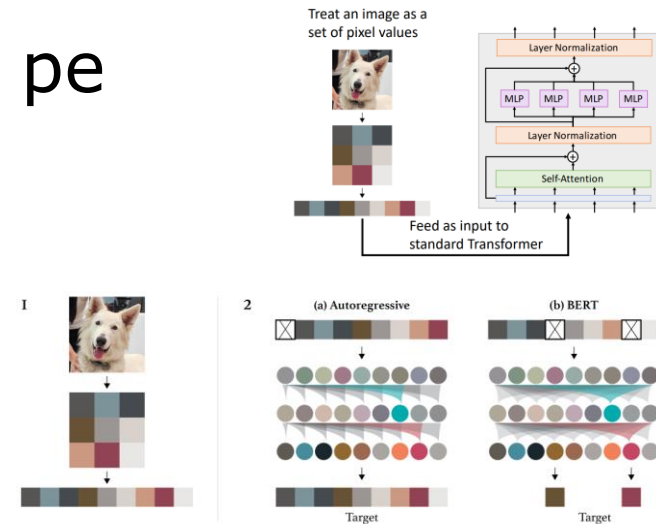 pe
Treat an image as a
set of pixel values
Layer Normalization
MLP MLP MLP MLP
Layer Normalization
Self-Attention
Feed as input to
standard Transformer
1
2 (a) Autoregressive (b) BERT
Target Target